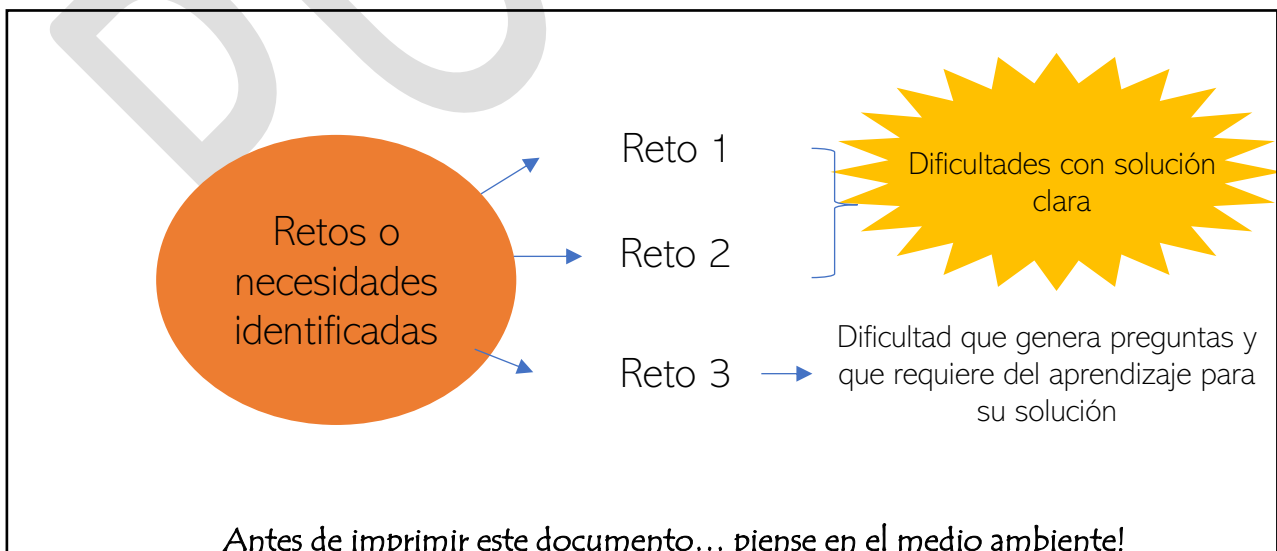 Retos o
necesidades
identificadas
Reto 1
Reto 2
Reto 3
Dificultades con solución
clara
Dificultad que genera preguntas y
que requiere del aprendizaje para
su solución
Antes de imprimir este documento… piense en el medio ambiente!